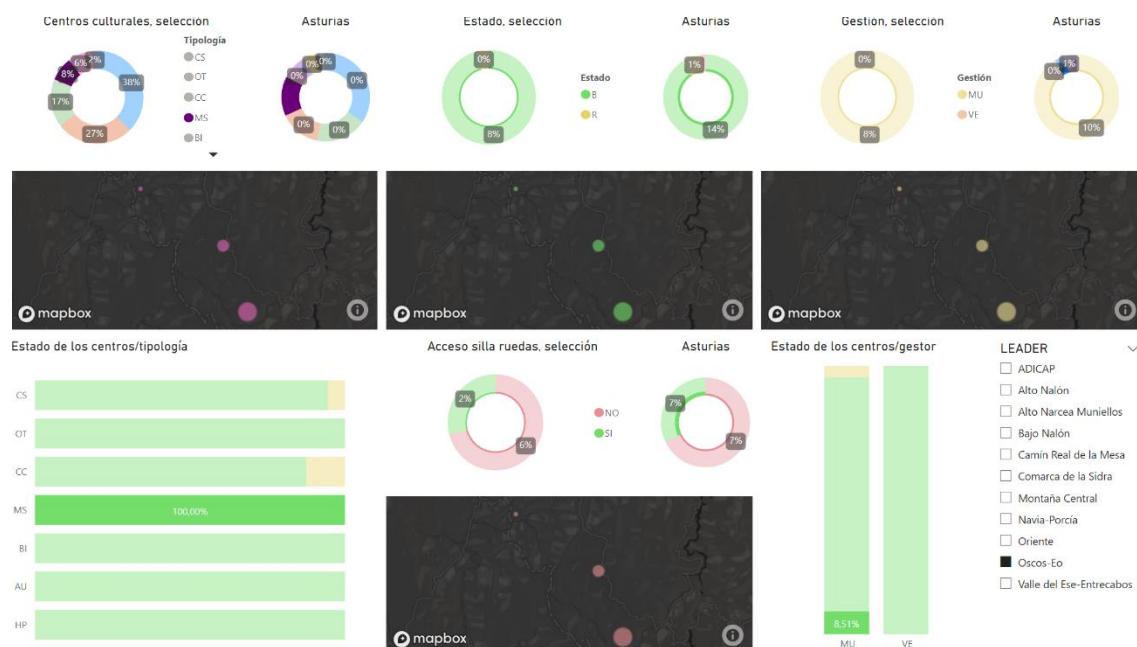 Centros culturales, selección
Asturias
Estado, selección
Asturias
Gestión, selección
Asturias
Tipología
CS
OT
CC
MS
BI
2%
6%
8%
17%
27%
38%
0%
0%
0%
0%
0%
0%
8%
Estado
B
R
1%
14%
0%
8%
Gestión
MU
VE
1%
0%
10%
mapbox
mapbox
mapbox
Estado de los centros/tipología
CS
OT
CC
MS
100,00%
BI
AU
HP
Acceso silla ruedas, selección
Asturias
2%
6%
NO
SI
7%
7%
mapbox
Estado de los centros/gestor
8,51%
MU
VE
LEADER
ADICAP
Alto Nalón
Alto Narcea Muniellos
Bajo Nalón
Camín Real de la Mesa
Comarca de la Sidra
Montaña Central
Navia-Porcía
Oriente
Oscos-Eo
Valle del Ese-Entrecabos